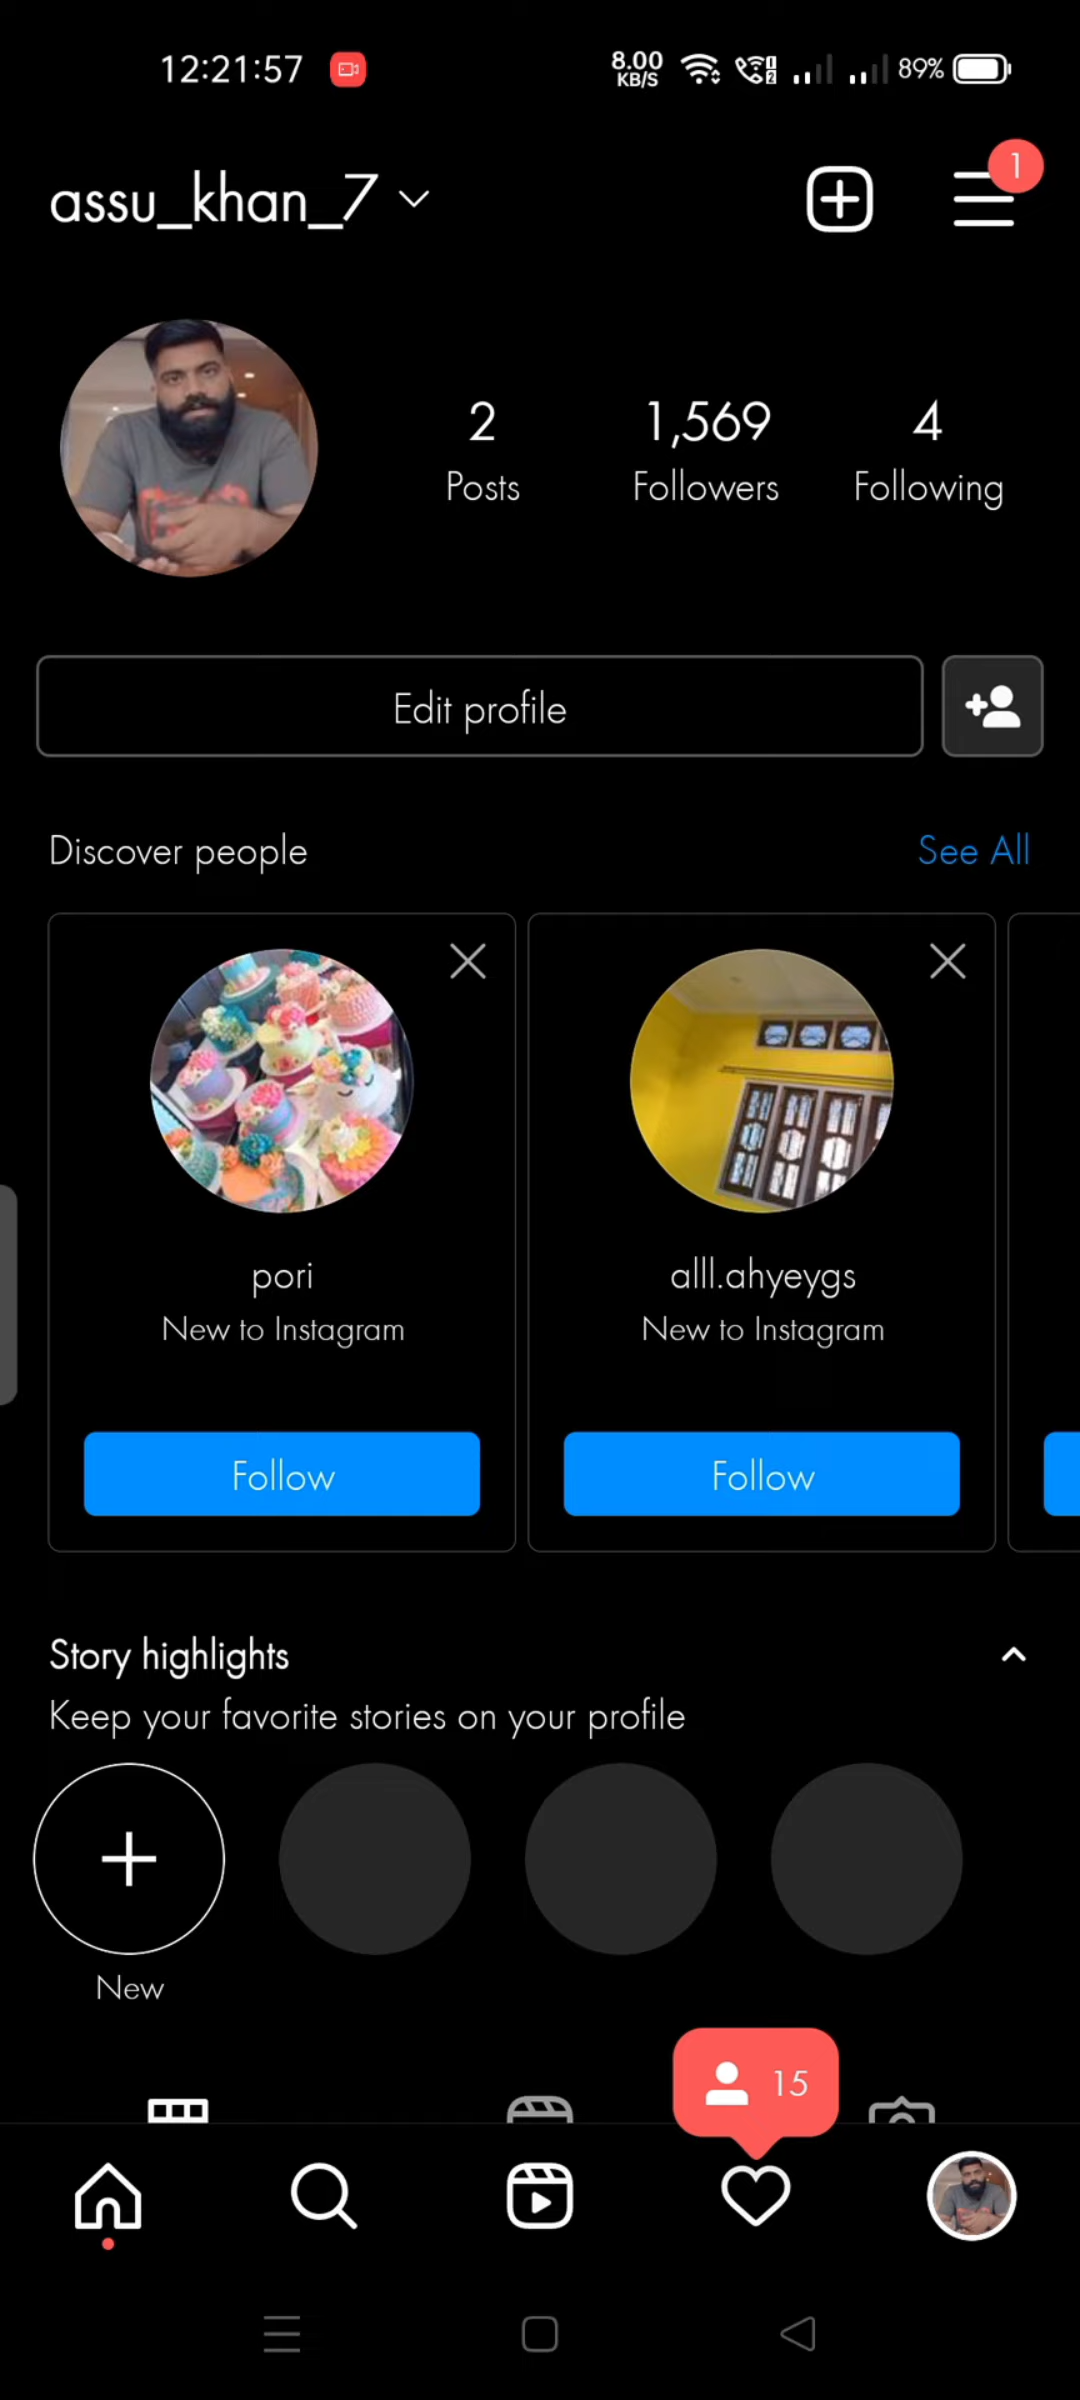 12:21:57 8.00 KB/S 1 2 89%
assu_khan_7 1
2 1,569 4
Posts Followers Following
Edit profile
Discover people See All
pori alll.ahyeygs
New to Instagram New to Instagram
Follow Follow
Story highlights
Keep your favorite stories on your profile
New
15